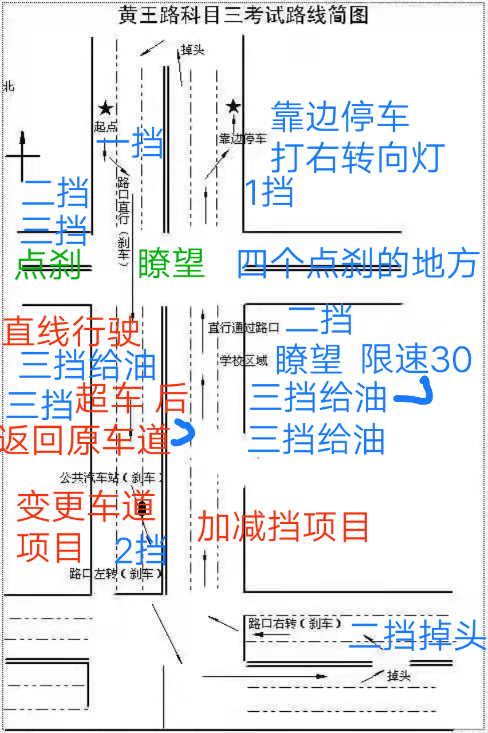 黄王路科目三考试路线简图
掉头
北
起点
一挡
靠边停车
靠边停车
打右转向灯
1挡
二挡
三挡
路口直行(刹车)
点刹
瞭望
四个点刹的地方
直线行驶
二挡
直行通过路口
三挡给油
学校区域
瞭望 限速30
三挡超车 后
三挡给油
返回原车道
三挡给油
公共汽车站(刹车)
变更车道
加减挡项目
项目
2挡
路口左转(刹车)
路口右转(刹车)
二挡掉头
掉头